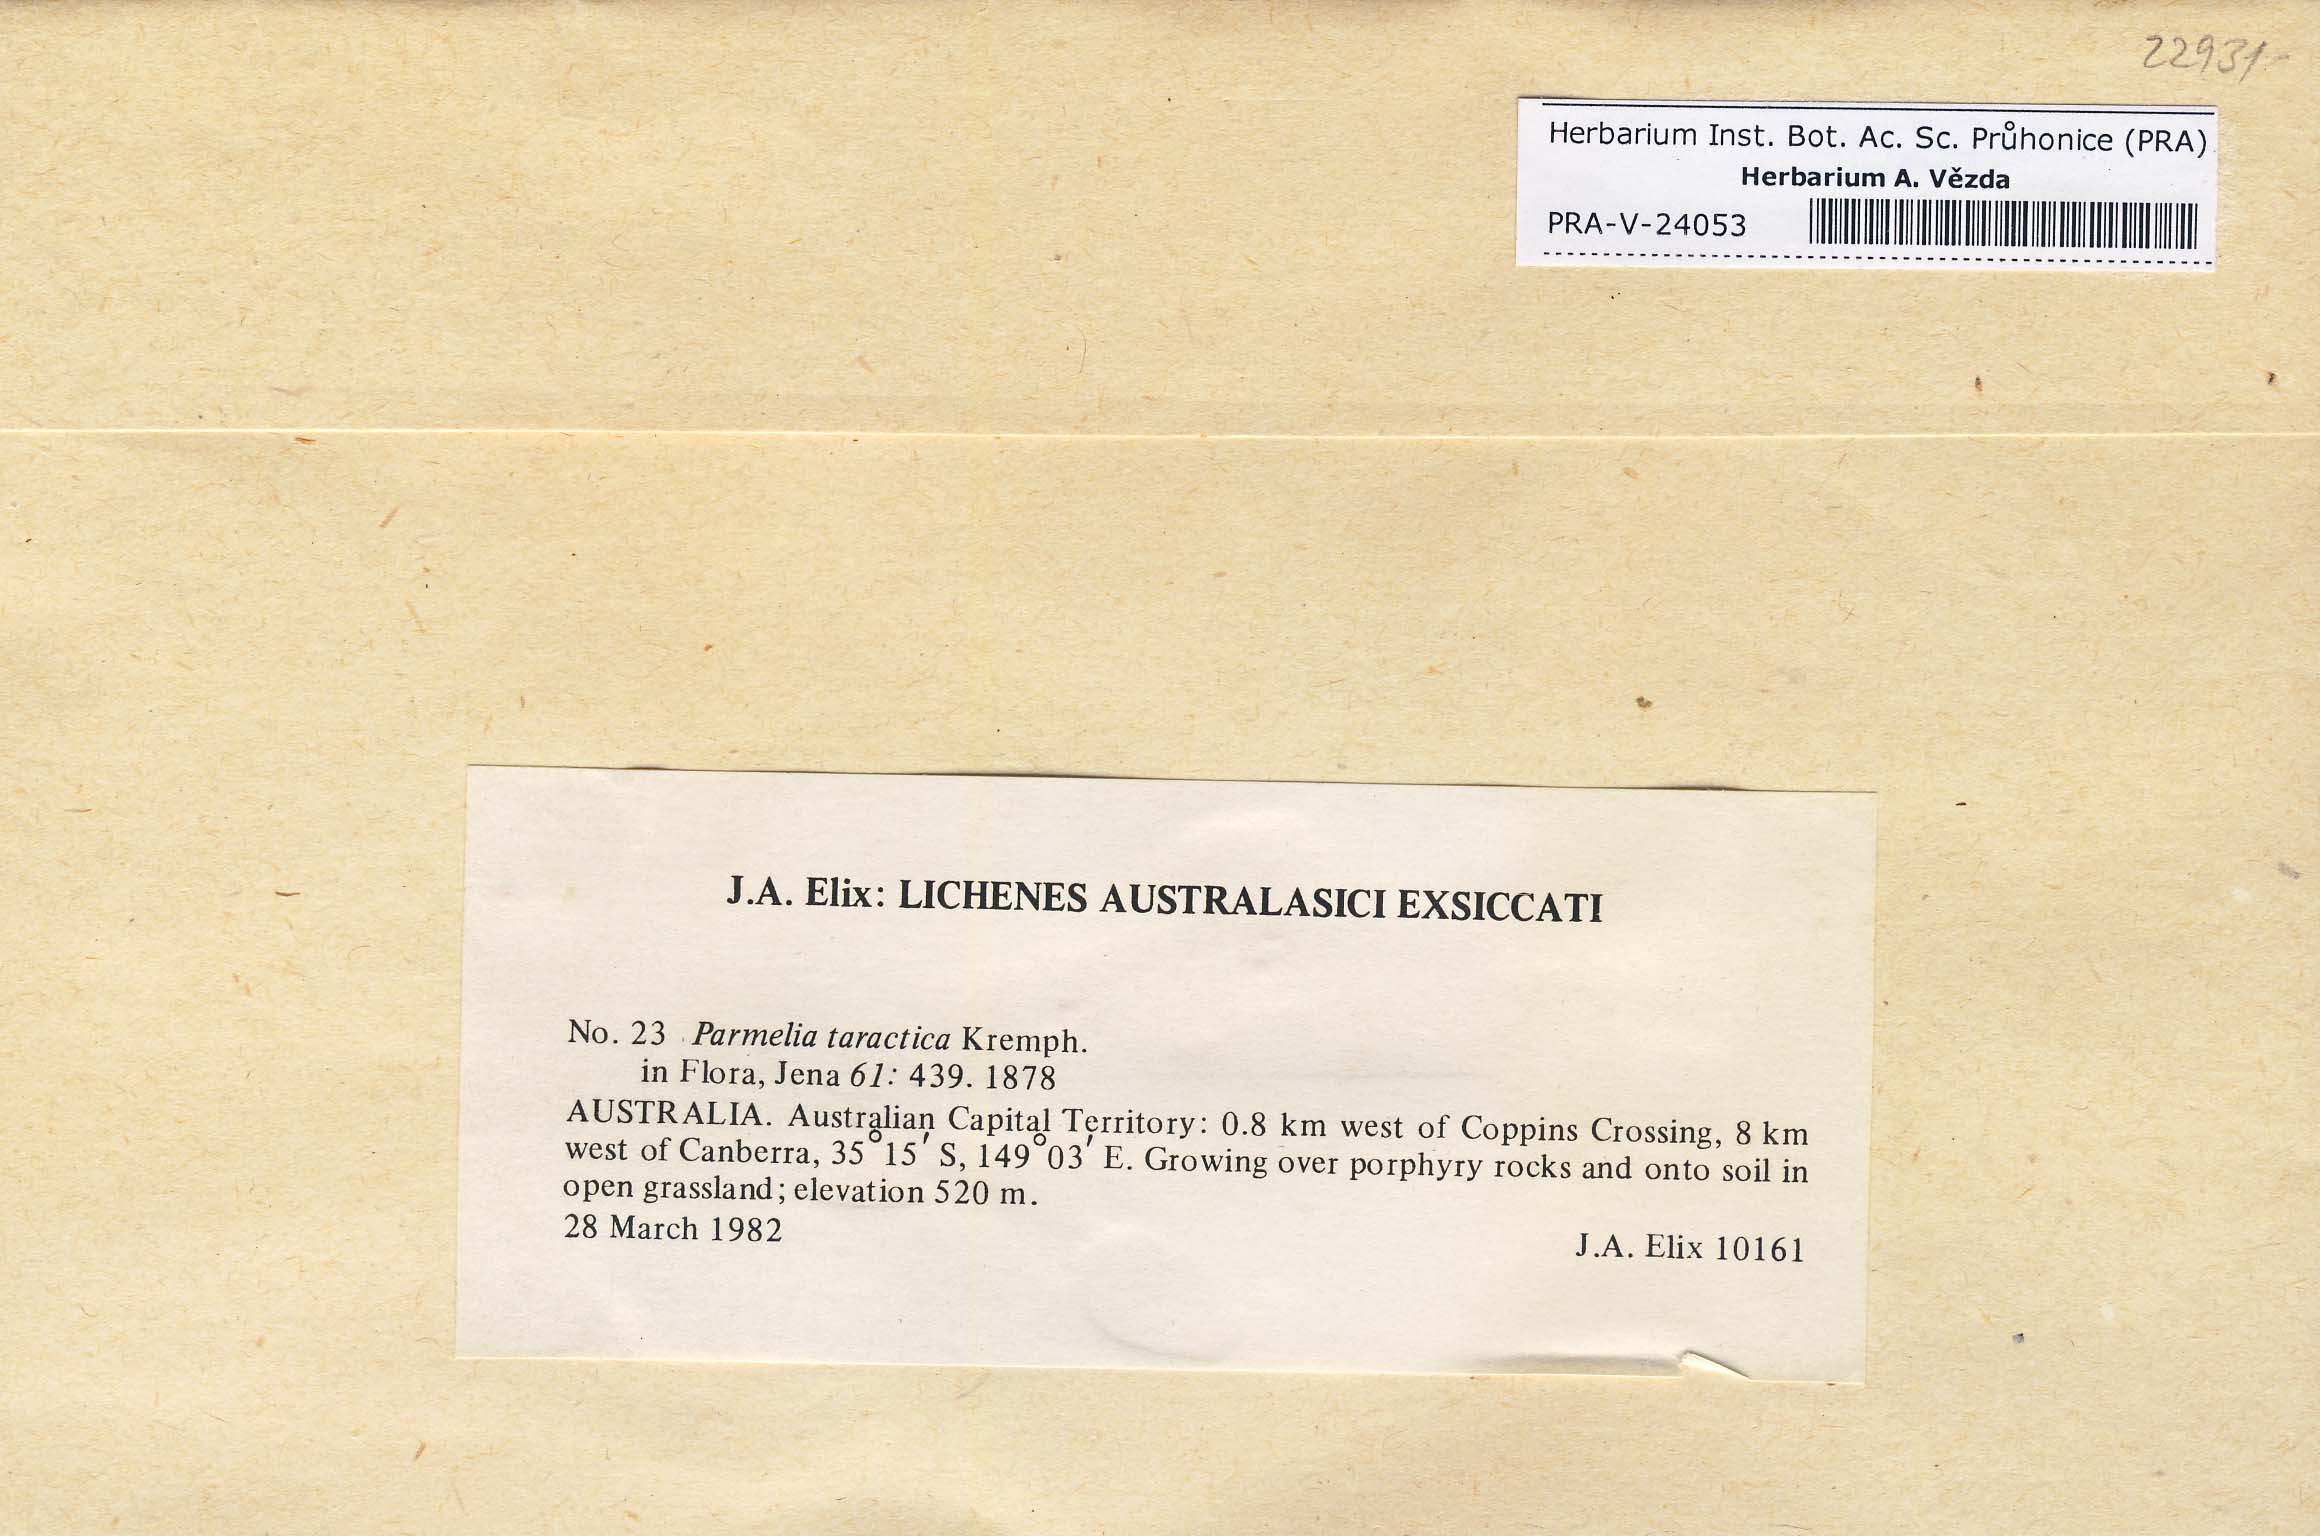 22931-
Herbarium Inst. Bot. Ac. Sc. Průhonice (PRA)
Herbarium A. Vězda
PRA-V-24053
J.A. Elix: LICHENES AUSTRALASICI EXSICCATI
No. 23 Parmelia taractica Kremph.
in Flora, Jena 61: 439. 1878
AUSTRALIA. Australian Capital Territory: 0.8 km west of Coppins Crossing, 8 km
west of Canberra, 35°15′ S, 149°03′ E. Growing over porphyry rocks and onto soil in
open grassland; elevation 520 m.
28 March 1982
J.A. Elix 10161